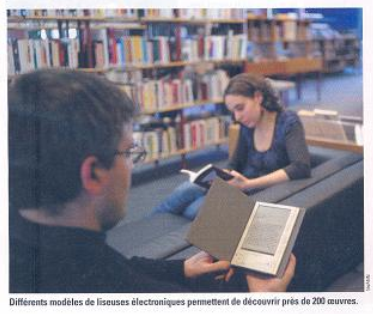 Différents modèles de liseuses électroniques permettent de découvrir près de 200 œuvres.